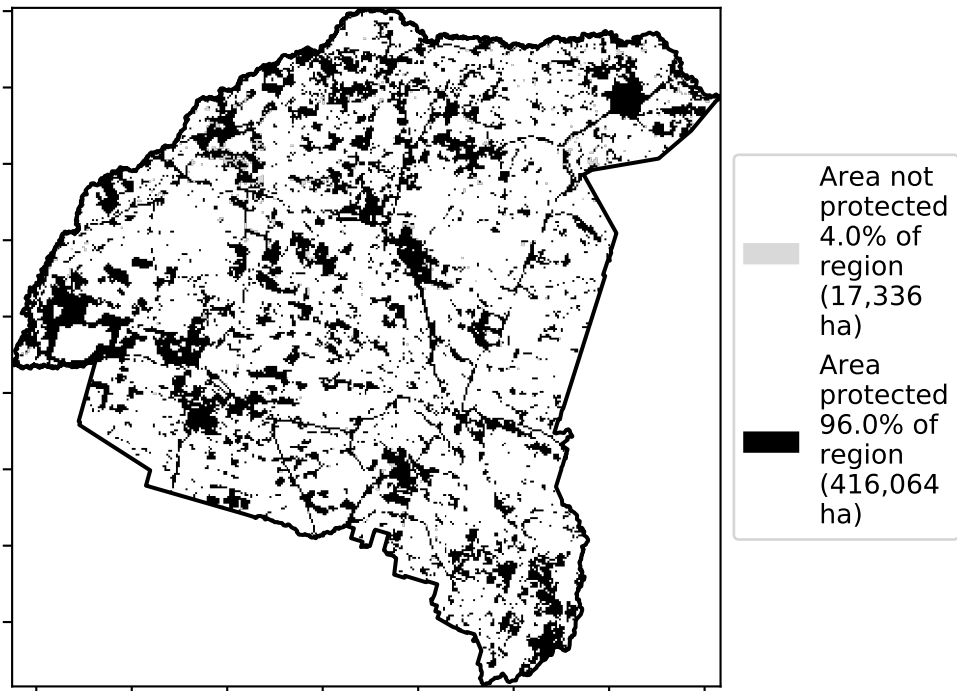 Area not
protected
4.0% of
region
(17,336
ha)
Area
protected
96.0% of
region
(416,064
ha)